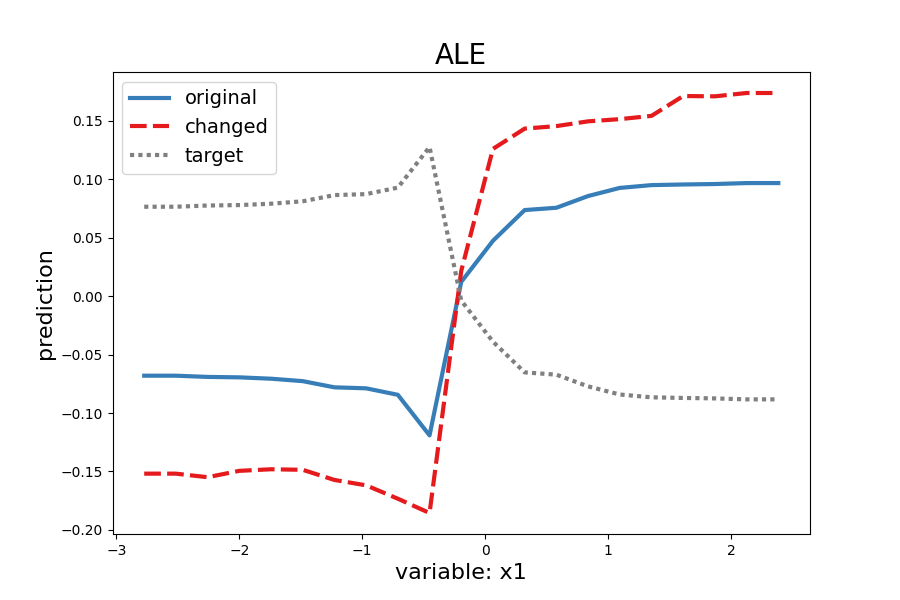 ALE
original
changed
target
prediction
0.15
0.10
0.05
0.00
−0.05
−0.10
−0.15
−0.20
−3
−2
−1
0
1
2
variable: x1